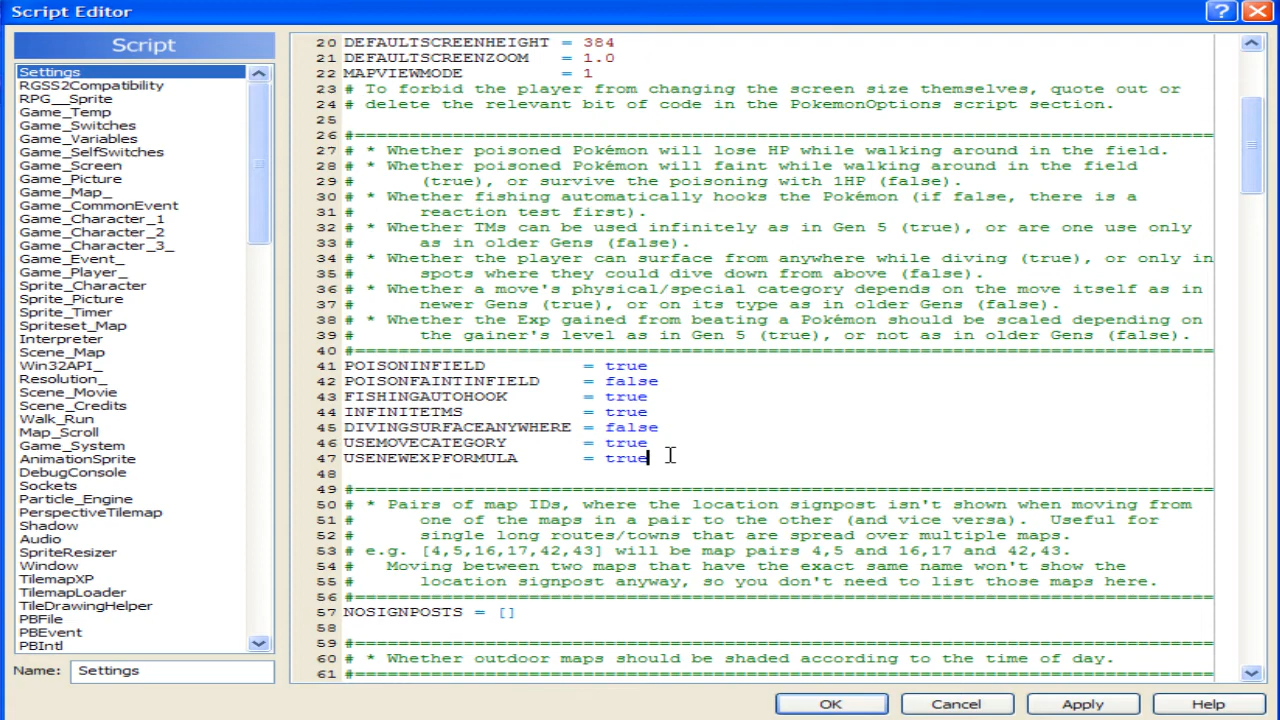 Script Editor
Script
Settings
RGSS2Compatibility
RPG__Sprite
Game_Temp
Game_Switches
Game_Variables
Game_SelfSwitches
Game_Screen
Game_Picture
Game_Map_
Game_CommonEvent
Game_Character_1
Game_Character_2
Game_Character_3_
Game_Event_
Game_Player_
Sprite_Character
Sprite_Picture
Sprite_Timer
Spriteset_Map
Interpreter
Scene_Map
Win32API_
Resolution_
Scene_Movie
Scene_Credits
Walk_Run
Map_Scroll
Game_System
AnimationSprite
DebugConsole
Sockets
Particle_Engine
PerspectiveTilemap
Shadow
Audio
SpriteResizer
Window
TilemapXP
TilemapLoader
TileDrawingHelper
PBFile
PBEvent
PBIntl
Name: Settings
20 DEFAULTSCREENHEIGHT = 384
21 DEFAULTSCREENZOOM = 1.0
22 MAPVIEWMODE = 1
23 # To forbid the player from changing the screen size themselves, quote out or
24 # delete the relevant bit of code in the PokemonOptions script section.
25
26 #===============================================================================
27 # * Whether poisoned Pokémon will lose HP while walking around in the field.
28 # * Whether poisoned Pokémon will faint while walking around in the field
29 # (true), or survive the poisoning with 1HP (false).
30 # * Whether fishing automatically hooks the Pokémon (if false, there is a
31 # reaction test first).
32 # * Whether TMs can be used infinitely as in Gen 5 (true), or are one use only
33 # as in older Gens (false).
34 # * Whether the player can surface from anywhere while diving (true), or only in
35 # spots where they could dive down from above (false).
36 # * Whether a move's physical/special category depends on the move itself as in
37 # newer Gens (true), or on its type as in older Gens (false).
38 # * Whether the Exp gained from beating a Pokémon should be scaled depending on
39 # the gainer's level as in Gen 5 (true), or not as in older Gens (false).
40 #===============================================================================
41 POISONINFIELD = true
42 POISONFAINTINFIELD = false
43 FISHINGAUTOHOOK = true
44 INFINITETMS = true
45 DIVINGSURFACEANYWHERE = false
46 USEMOVECATEGORY = true
47 USENEWEXPFORMULA = true
48
49 #===============================================================================
50 # * Pairs of map IDs, where the location signpost isn't shown when moving from
51 # one of the maps in a pair to the other (and vice versa). Useful for
52 # single long routes/towns that are spread over multiple maps.
53 # e.g. [4,5,16,17,42,43] will be map pairs 4,5 and 16,17 and 42,43.
54 # Moving between two maps that have the exact same name won't show the
55 # location signpost anyway, so you don't need to list those maps here.
56 #===============================================================================
57 NOSIGNPOSTS = []
58
59 #===============================================================================
60 # * Whether outdoor maps should be shaded according to the time of day.
61 #===============================================================================
OK
Cancel
Apply
Help